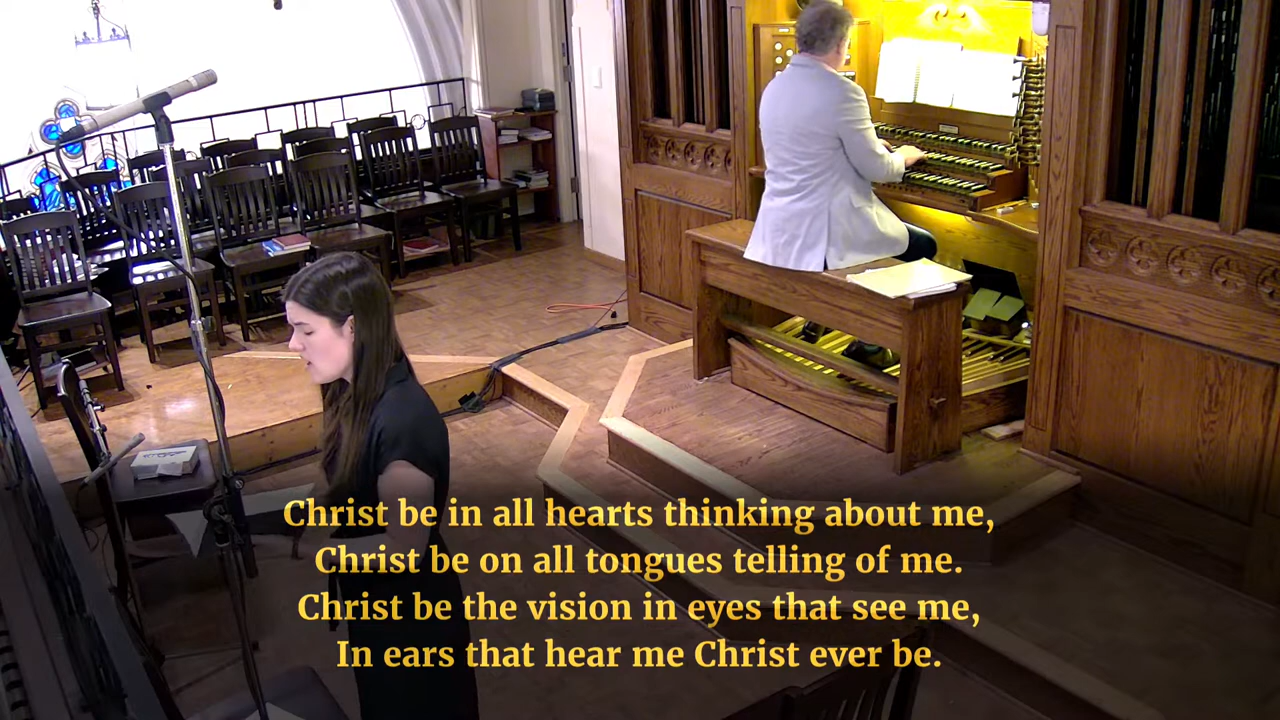 Christ be in all hearts thinking about me,
Christ be on all tongues telling of me.
Christ be the vision in eyes that see me,
In ears that hear me Christ ever be.